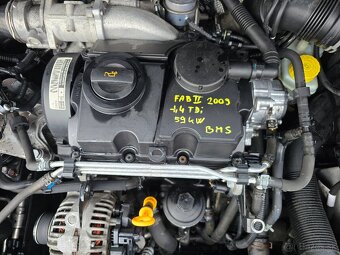 FAB II 2009
1,4 TDi
59 kW
BMS